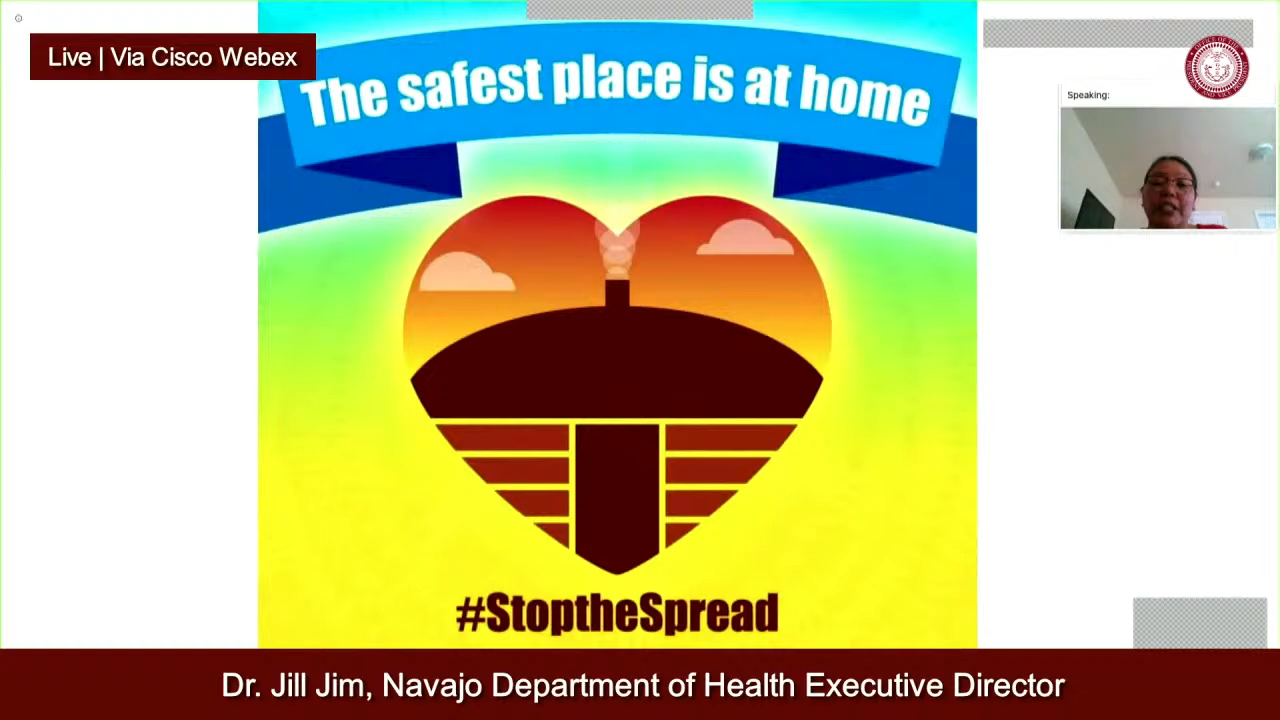 Live | Via Cisco Webex
The safest place is at home
Speaking:
#StoptheSpread
Dr. Jill Jim, Navajo Department of Health Executive Director